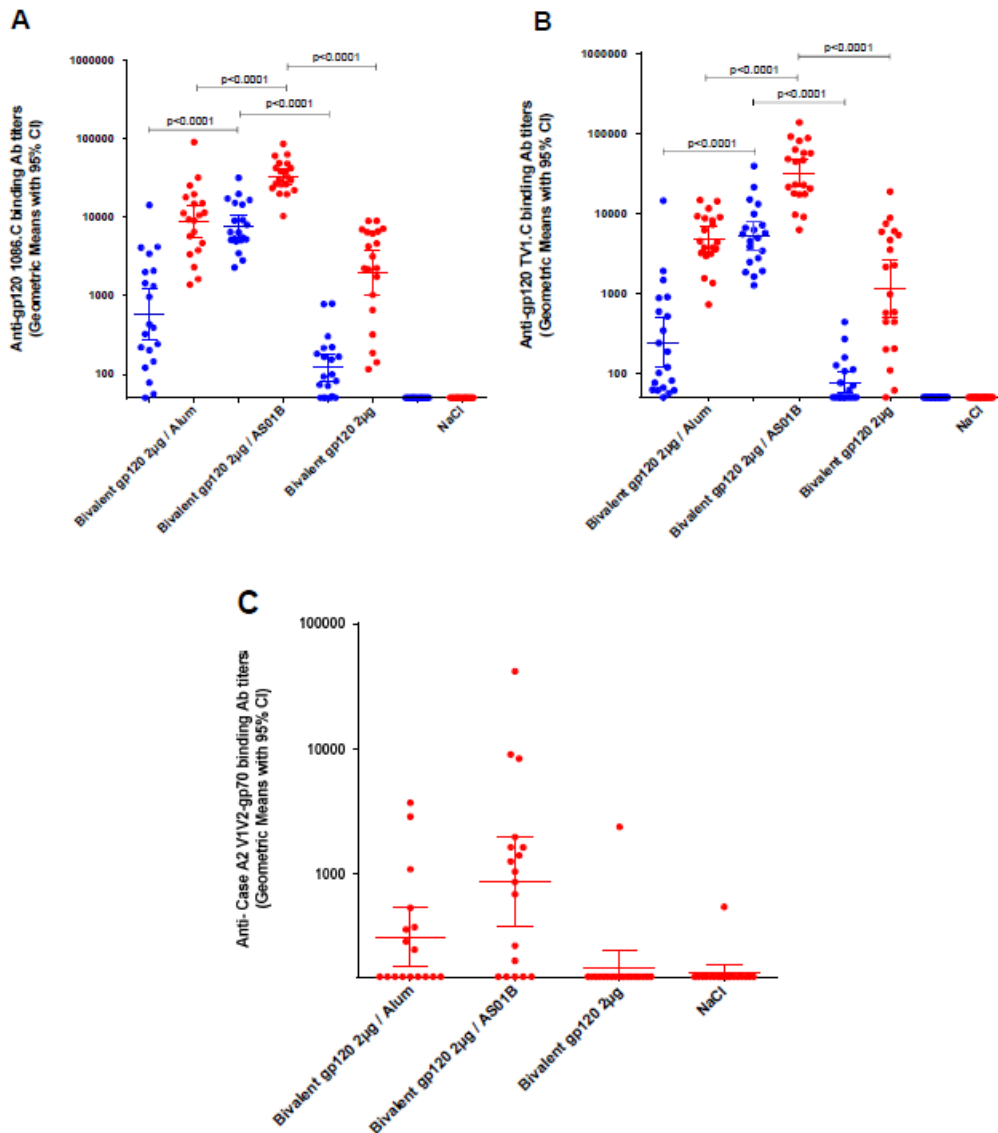 A
Anti-gp120 1086.C binding Ab titers
(Geometric Means with 95% CI)
1000000
100000
10000
1000
100
p<0.0001
p<0.0001
p<0.0001
p<0.0001
Bivalent gp120 2µg / Alum
Bivalent gp120 2µg / AS01B
Bivalent gp120 2µg
NaCl
B
Anti-gp120 TV1.C binding Ab titers
(Geometric Means with 95% CI)
1000000
100000
10000
1000
100
p<0.0001
p<0.0001
p<0.0001
p<0.0001
Bivalent gp120 2µg / Alum
Bivalent gp120 2µg / AS01B
Bivalent gp120 2µg
NaCl
C
Anti- Case A2 V1V2-gp70 binding Ab titers
(Geometric Means with 95% CI)
100000
10000
1000
Bivalent gp120 2µg / Alum
Bivalent gp120 2µg / AS01B
Bivalent gp120 2µg
NaCl